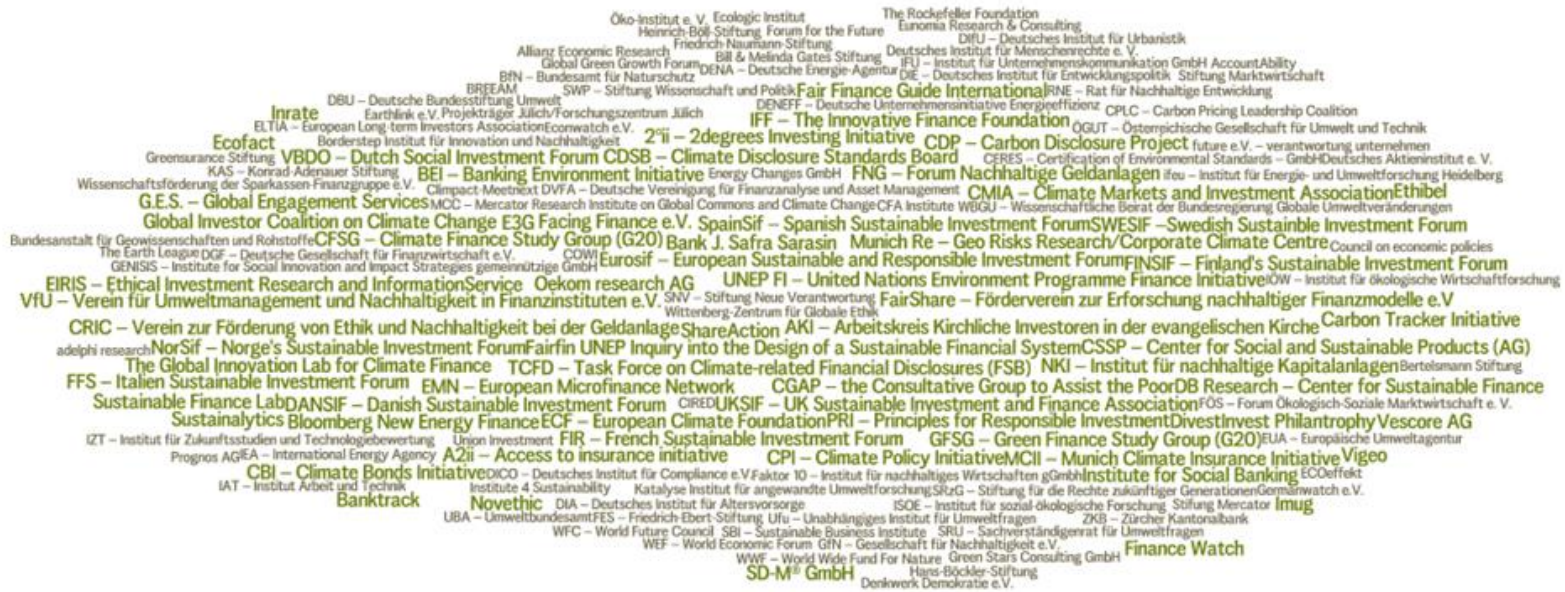 Öko-Institut e. V. Ecologic Institut The Rockefeller Foundation
Heinrich-Böll-Stiftung Forum for the Future Eunomia Research & Consulting
Friedrich-Naumann-Stiftung DIfU – Deutsches Institut für Urbanistik
Allianz Economic Research Bill & Melinda Gates Stiftung Deutsches Institut für Menschenrechte e. V.
Global Green Growth Forum IFU – Institut für Unternehmenskommunikation GmbH AccountAbility
BfN – Bundesamt für Naturschutz DENA – Deutsche Energie-Agentur DIE – Deutsches Institut für Entwicklungspolitik Stiftung Marktwirtschaft
BREEAM SWP – Stiftung Wissenschaft und Politik Fair Finance Guide International RNE – Rat für Nachhaltige Entwicklung
DBU – Deutsche Bundesstiftung Umwelt DENEFF – Deutsche Unternehmensinitiative Energieeffizienz CPLC – Carbon Pricing Leadership Coalition
Inrate Earthlink e.V. Projekträger Jülich/Forschungszentrum Jülich IFF – The Innovative Finance Foundation
ELTIA – European Long-term Investors Association Econwatch e.V. ÖGUT – Österreichische Gesellschaft für Umwelt und Technik
Ecofact Borderstep Institut für Innovation und Nachhaltigkeit 2°ii – 2degrees Investing Initiative CDP – Carbon Disclosure Project future e.V. – verantwortung unternehmen
Greensurance Stiftung VBDO – Dutch Social Investment Forum CDSB – Climate Disclosure Standards Board CERES – Certification of Environmental Standards – GmbH Deutsches Aktieninstitut e. V.
KAS – Konrad-Adenauer Stiftung BEI – Banking Environment Initiative Energy Changes GmbH FNG – Forum Nachhaltige Geldanlagen ifeu – Institut für Energie- und Umweltforschung Heidelberg
Wissenschaftsförderung der Sparkassen-Finanzgruppe e.V. Climpact-Meetnext DVFA – Deutsche Vereinigung für Finanzanalyse und Asset Management CMIA – Climate Markets and Investment Association Ethibel
G.E.S. – Global Engagement Services MCC – Mercator Research Institute on Global Commons and Climate Change CFA Institute WBGU – Wissenschaftliche Beirat der Bundesregierung Globale Umweltveränderungen
Global Investor Coalition on Climate Change E3G Facing Finance e.V. SpainSif – Spanish Sustainable Investment Forum SWESIF –Swedish Sustainble Investment Forum
Bundesanstalt für Geowissenschaften und Rohstoffe CFSG – Climate Finance Study Group (G20) Bank J. Safra Sarasin Munich Re – Geo Risks Research/Corporate Climate Centre Council on economic policies
The Earth League DGF – Deutsche Gesellschaft für Finanzwirtschaft e.V. COWI Eurosif – European Sustainable and Responsible Investment Forum FINSIF – Finland's Sustainable Investment Forum
GENISIS – Institute for Social Innovation and Impact Strategies gemeinnützige GmbH
EIRIS – Ethical Investment Research and InformationService Oekom research AG UNEP FI – United Nations Environment Programme Finance Initiative IÖW – Institut für ökologische Wirtschaftforschung
VfU – Verein für Umweltmanagement und Nachhaltigkeit in Finanzinstituten e.V. SNV – Stiftung Neue Verantwortung FairShare – Förderverein zur Erforschung nachhaltiger Finanzmodelle e.V
Wittenberg-Zentrum für Globale Ethik
CRIC – Verein zur Förderung von Ethik und Nachhaltigkeit bei der Geldanlage ShareAction AKI – Arbeitskreis Kirchliche Investoren in der evangelischen Kirche Carbon Tracker Initiative
adelphi research NorSif – Norge's Sustainable Investment Forum Fairfin UNEP Inquiry into the Design of a Sustainable Financial System CSSP – Center for Social and Sustainable Products (AG)
The Global Innovation Lab for Climate Finance TCFD – Task Force on Climate-related Financial Disclosures (FSB) NKI – Institut für nachhaltige Kapitalanlagen Bertelsmann Stiftung
FFS – Italien Sustainable Investment Forum EMN – European Microfinance Network CGAP – the Consultative Group to Assist the Poor DB Research – Center for Sustainable Finance
Sustainable Finance Lab DANSIF – Danish Sustainable Investment Forum CIRED UKSIF – UK Sustainable Investment and Finance Association FÖS – Forum Ökologisch-Soziale Marktwirtschaft e. V.
Sustainalytics Bloomberg New Energy Finance ECF – European Climate Foundation PRI – Principles for Responsible Investment DivestInvest Philantrophy Vescore AG
IZT – Institut für Zukunftsstudien und Technologiebewertung Union Investment FIR – French Sustainable Investment Forum GFSG – Green Finance Study Group (G20) EUA – Europäische Umweltagentur
Prognos AG IEA – International Energy Agency A2ii – Access to insurance initiative CPI – Climate Policy Initiative MCII – Munich Climate Insurance Initiative Vigeo
CBI – Climate Bonds Initiative DICO – Deutsches Institut für Compliance e.V. Faktor 10 – Institut für nachhaltiges Wirtschaften gGmbh Institute for Social Banking ECOeffekt
IAT – Institut Arbeit und Technik Institute 4 Sustainability Katalyse Institut für angewandte Umweltforschung SRzG – Stiftung für die Rechte zukünftiger Generationen Germanwatch e.V.
Banktrack Novethic DIA – Deutsches Institut für Altersvorsorge ISOE – Institut für sozial-ökologische Forschung Stifung Mercator Imug
UBA – Umweltbundesamt FES – Friedrich-Ebert-Stiftung Ufu – Unabhängiges Institut für Umweltfragen ZKB – Zürcher Kantonalbank
WFC – World Future Council SBI – Sustainable Business Institute SRU – Sachverständigenrat für Umweltfragen
WEF – World Economic Forum GfN – Gesellschaft für Nachhaltigkeit e.V. Finance Watch
WWF – World Wide Fund For Nature Green Stars Consulting GmbH
SD-M® GmbH Hans-Böckler-Stiftung
Denkwerk Demokratie e.V.